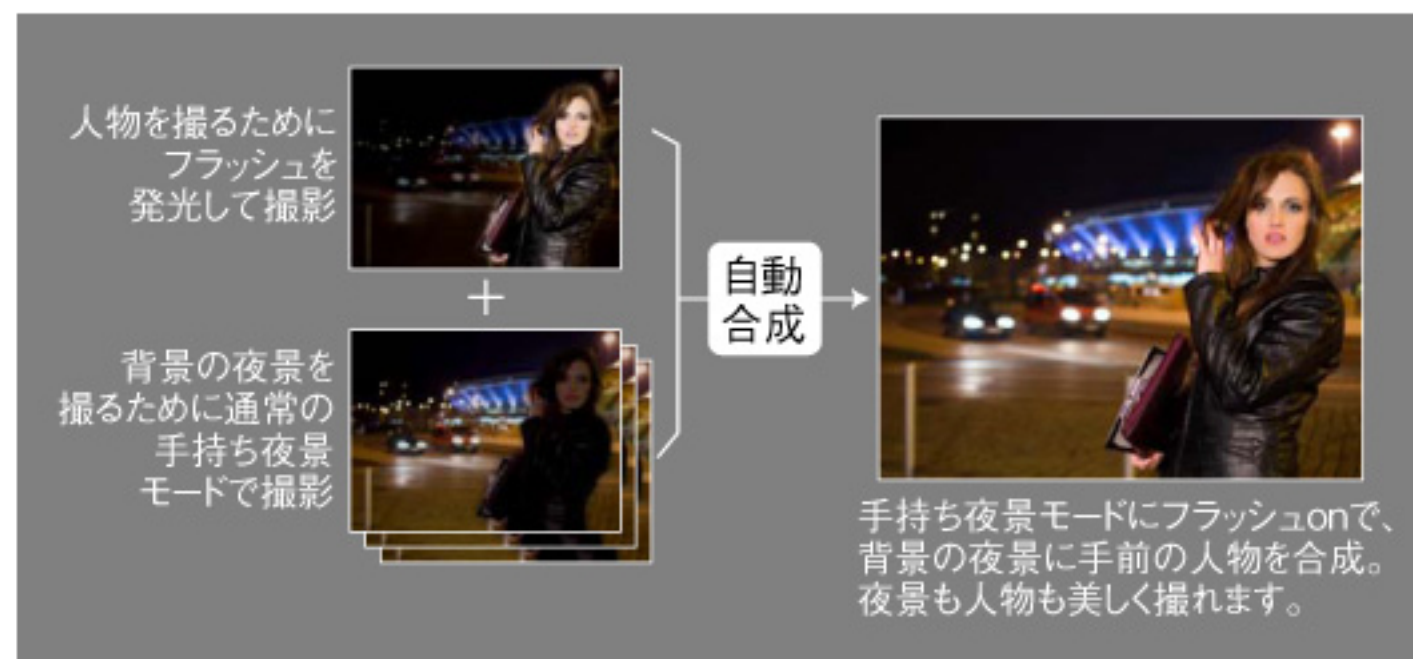 人物を撮るために
フラッシュを
発光して撮影
背景の夜景を
撮るために通常の
手持ち夜景
モードで撮影
自動
合成
手持ち夜景モードにフラッシュonで、
背景の夜景に手前の人物を合成。
夜景も人物も美しく撮れます。